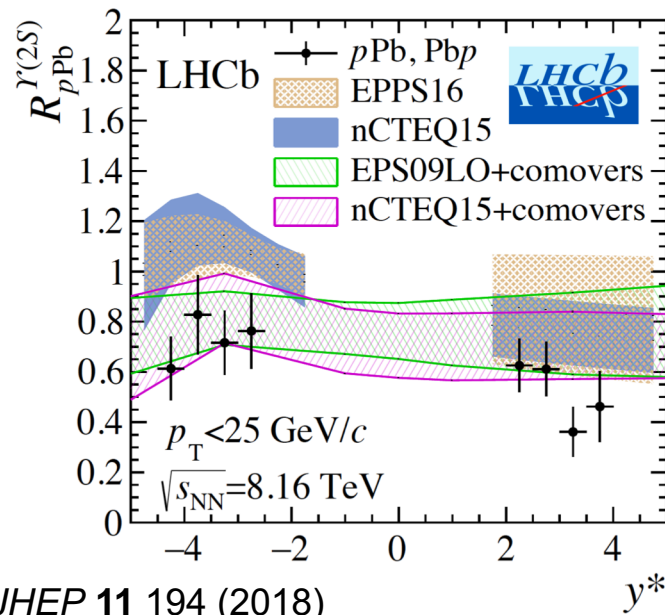 R_{pPb}^{Υ(2S)}
2
1.8
1.6
1.4
1.2
1
0.8
0.6
0.4
0.2
0
LHCb
pPb, Pbp
EPPS16
nCTEQ15
EPS09LO+comovers
nCTEQ15+comovers
LHCb
LHCb
p_T<25 GeV/c
√s_NN=8.16 TeV
−4 −2 0 2 4
y*
JHEP 11 194 (2018)